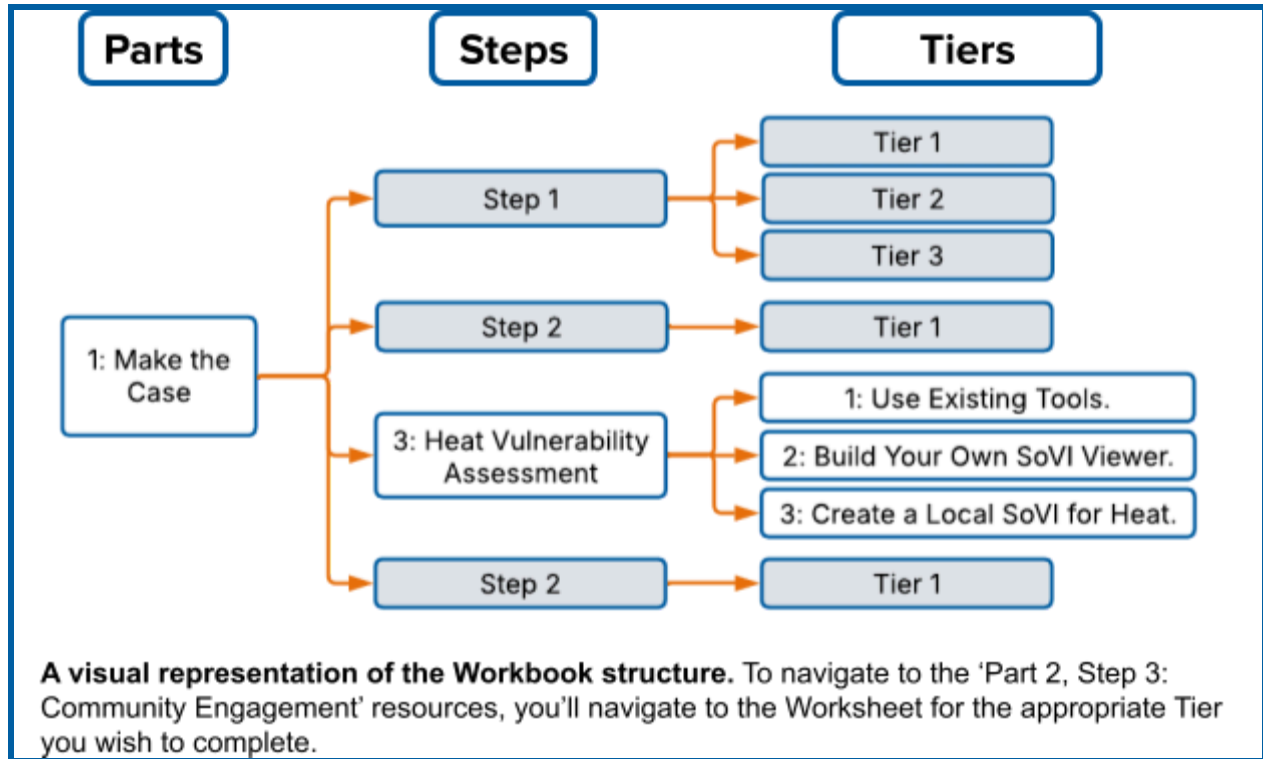 Parts
Steps
Tiers
Step 1
Tier 1
Tier 2
Tier 3
Step 2
Tier 1
1: Make the
Case
3: Heat Vulnerability
Assessment
1: Use Existing Tools.
2: Build Your Own SoVI Viewer.
3: Create a Local SoVI for Heat.
Step 2
Tier 1
A visual representation of the Workbook structure. To navigate to the ‘Part 2, Step 3:
Community Engagement’ resources, you’ll navigate to the Worksheet for the appropriate Tier
you wish to complete.